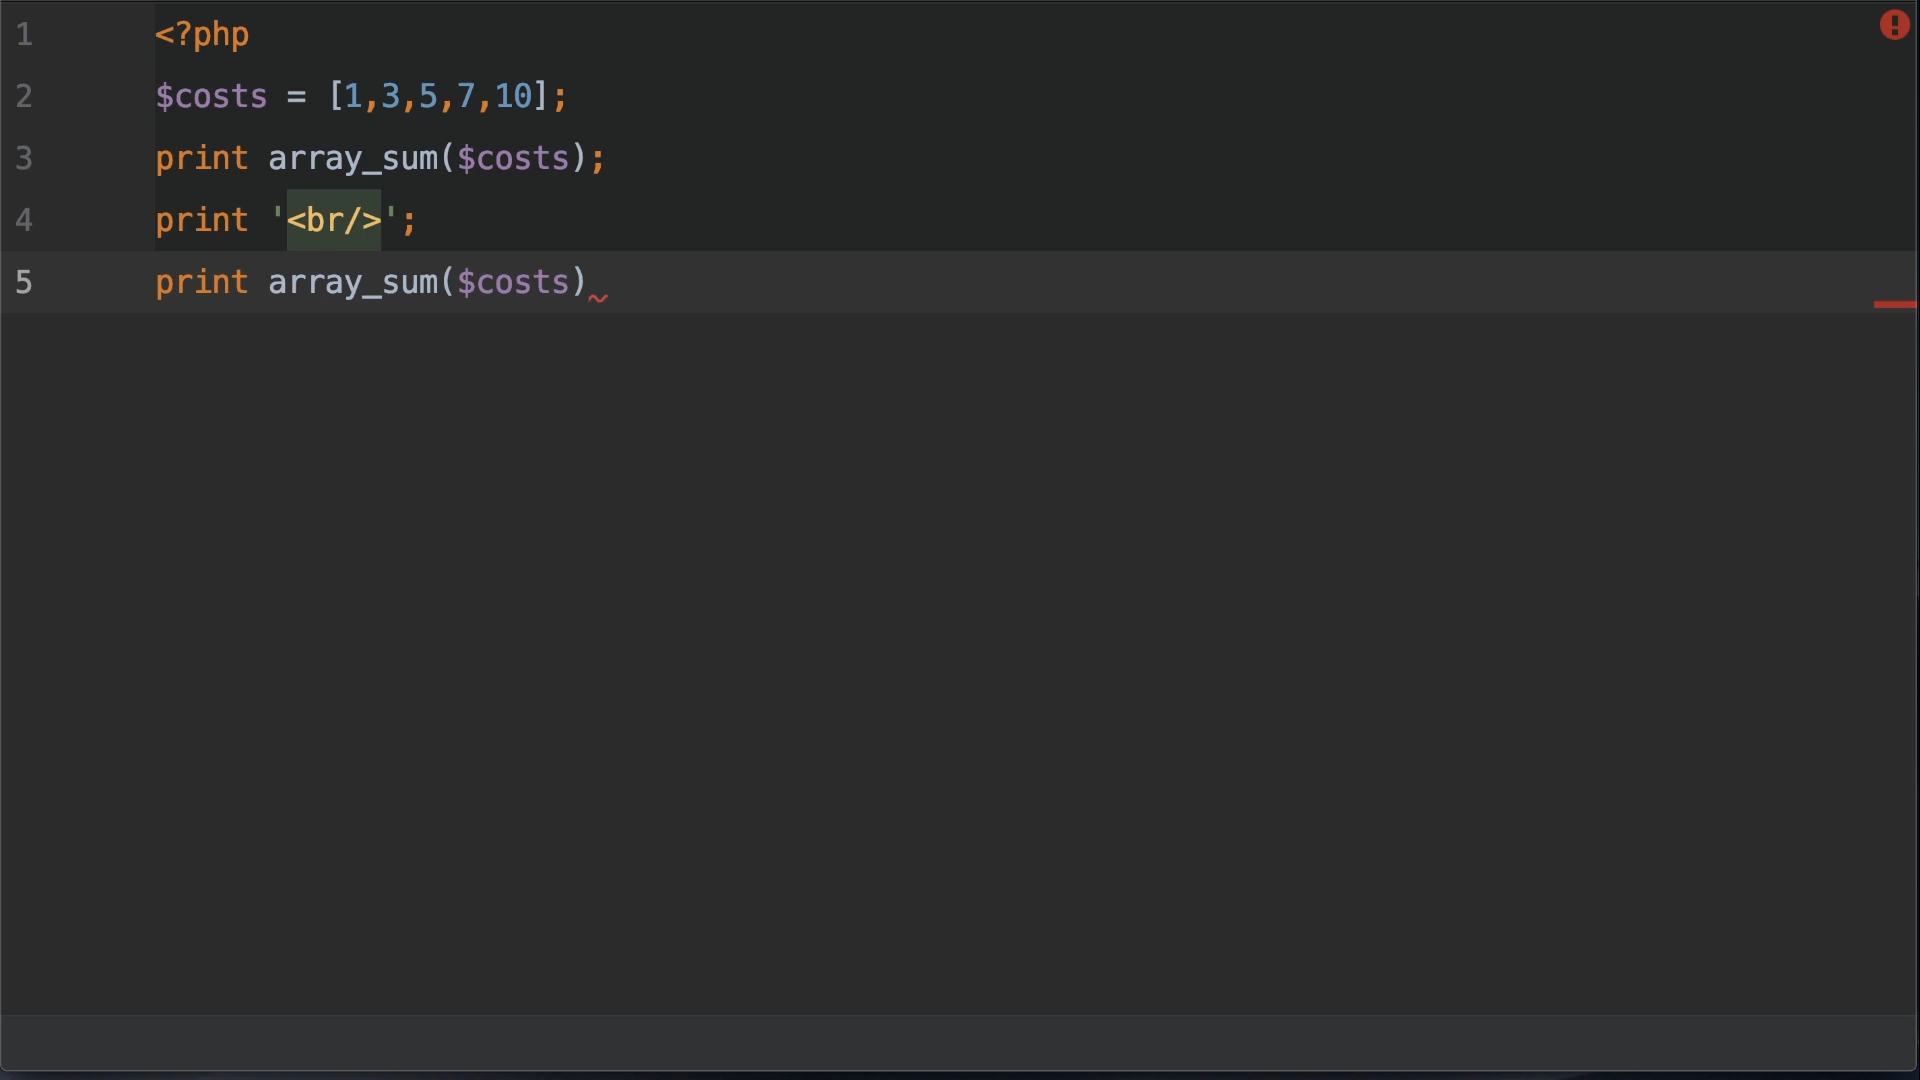 1 <?php
2 $costs = [1,3,5,7,10];
3 print array_sum($costs);
4 print '<br/>';
5 print array_sum($costs)